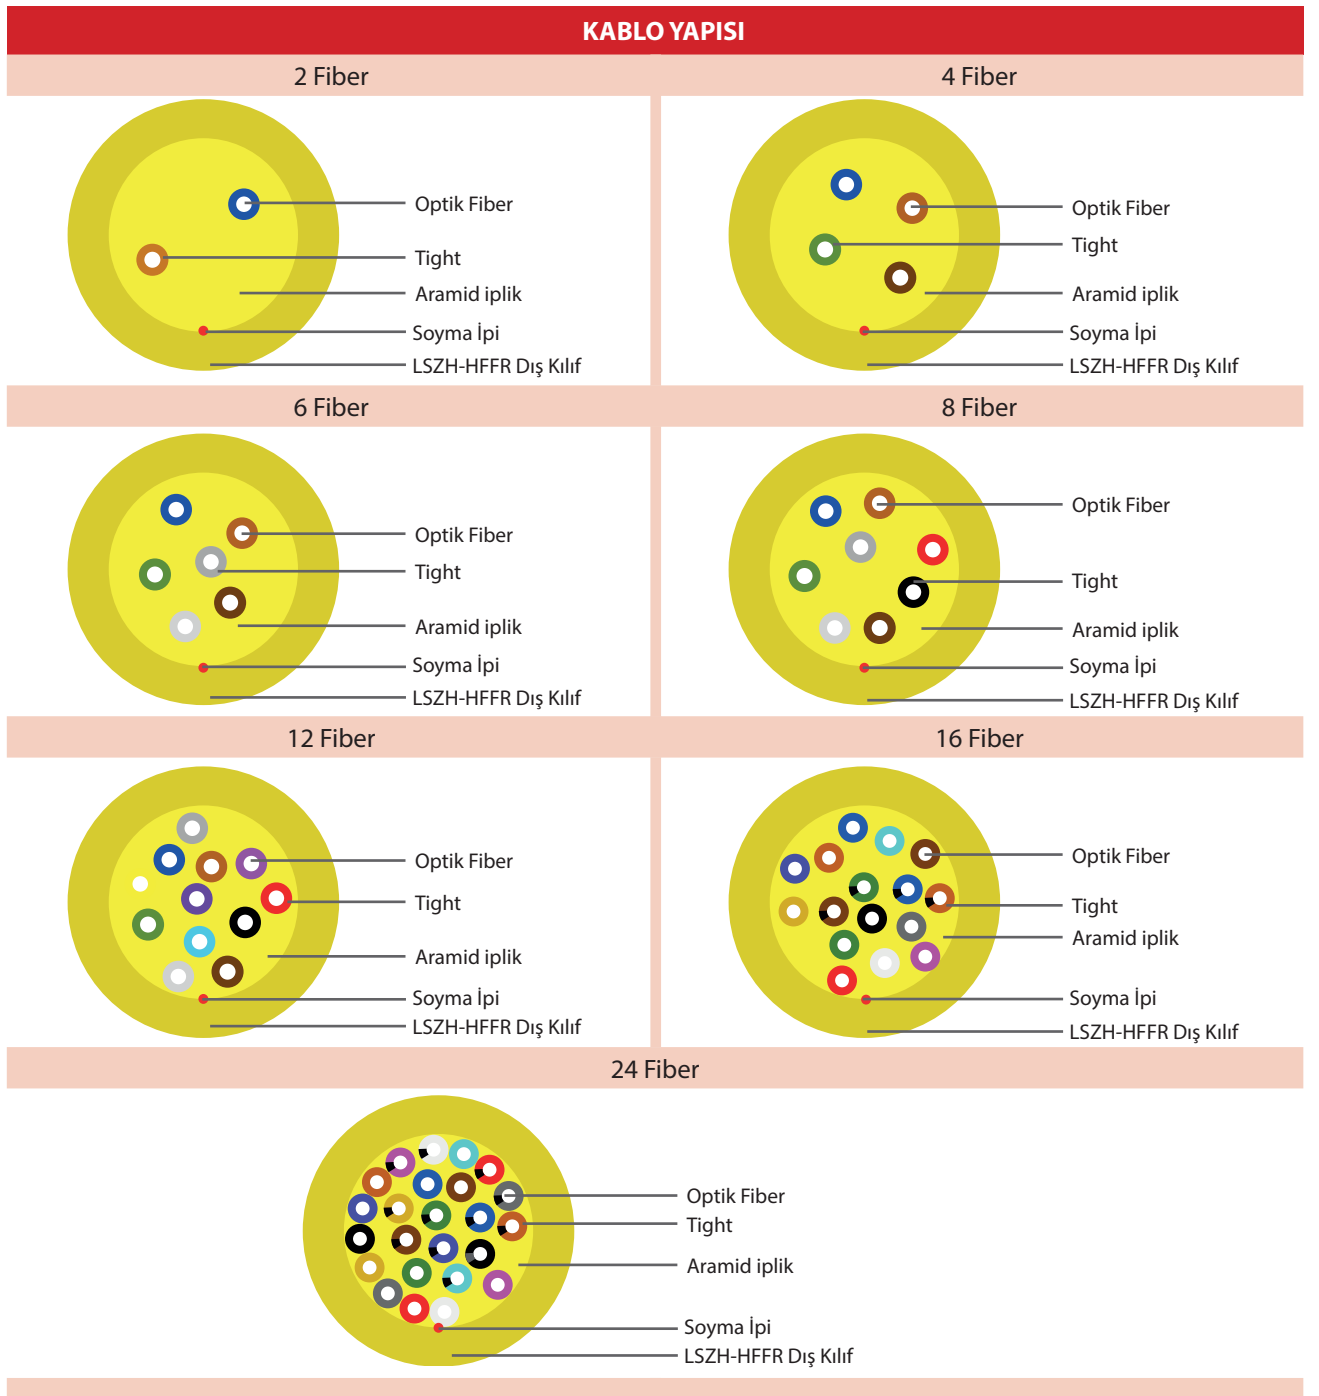 KABLO YAPISI
2 Fiber
Optik Fiber
Tight
Aramid iplik
Soyma İpi
LSZH-HFFR Dış Kılıf
4 Fiber
Optik Fiber
Tight
Aramid iplik
Soyma İpi
LSZH-HFFR Dış Kılıf
6 Fiber
Optik Fiber
Tight
Aramid iplik
Soyma İpi
LSZH-HFFR Dış Kılıf
8 Fiber
Optik Fiber
Tight
Aramid iplik
Soyma İpi
LSZH-HFFR Dış Kılıf
12 Fiber
Optik Fiber
Tight
Aramid iplik
Soyma İpi
LSZH-HFFR Dış Kılıf
16 Fiber
Optik Fiber
Tight
Aramid iplik
Soyma İpi
LSZH-HFFR Dış Kılıf
24 Fiber
Optik Fiber
Tight
Aramid iplik
Soyma İpi
LSZH-HFFR Dış Kılıf